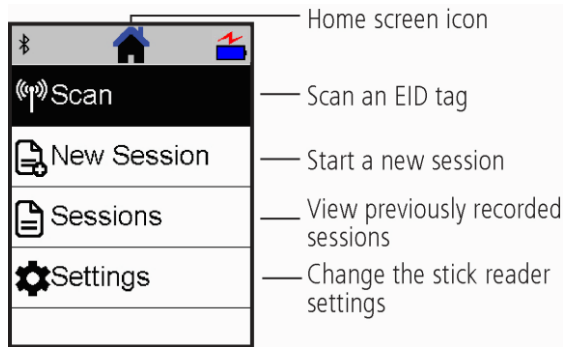 Home screen icon
Scan
Scan an EID tag
New Session
Start a new session
Sessions
View previously recorded
sessions
Settings
Change the stick reader
settings